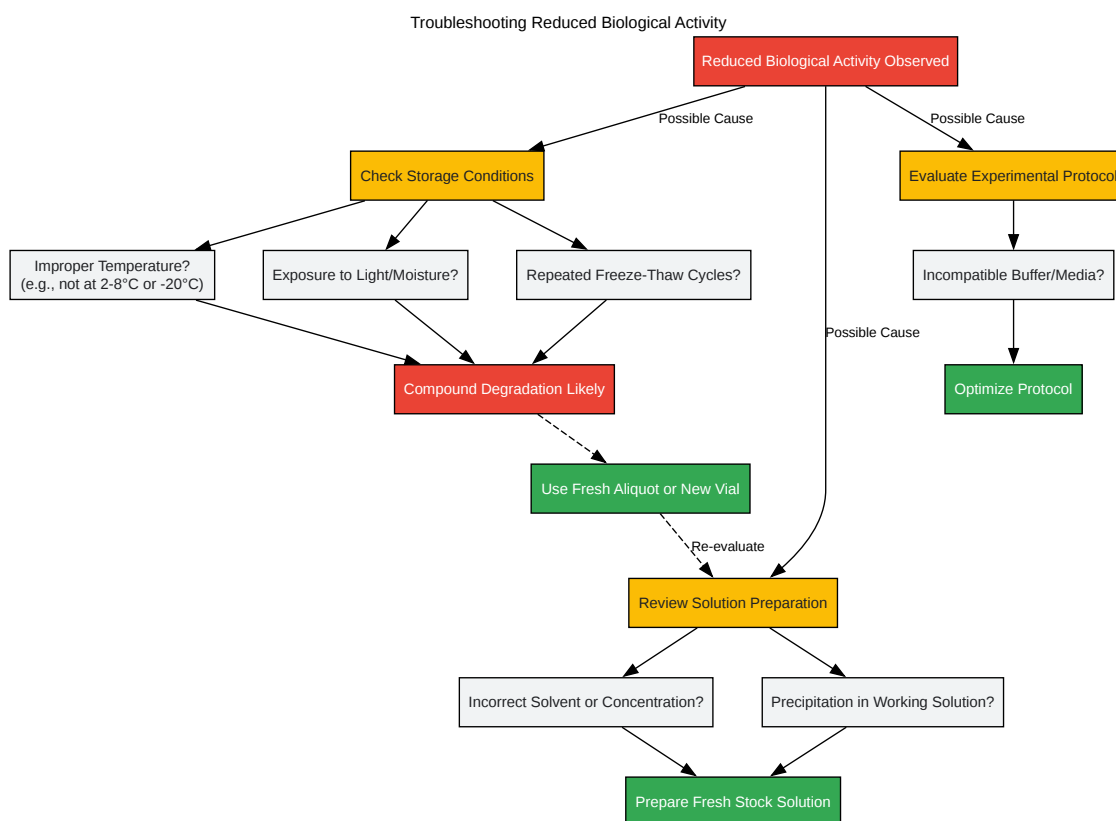 Troubleshooting Reduced Biological Activity
Reduced Biological Activity Observed
Possible Cause
Possible Cause
Check Storage Conditions
Evaluate Experimental Protocol
Improper Temperature?
(e.g., not at 2-8°C or -20°C)
Exposure to Light/Moisture?
Repeated Freeze-Thaw Cycles?
Incompatible Buffer/Media?
Possible Cause
Compound Degradation Likely
Optimize Protocol
Use Fresh Aliquot or New Vial
Re-evaluate
Review Solution Preparation
Incorrect Solvent or Concentration?
Precipitation in Working Solution?
Prepare Fresh Stock Solution